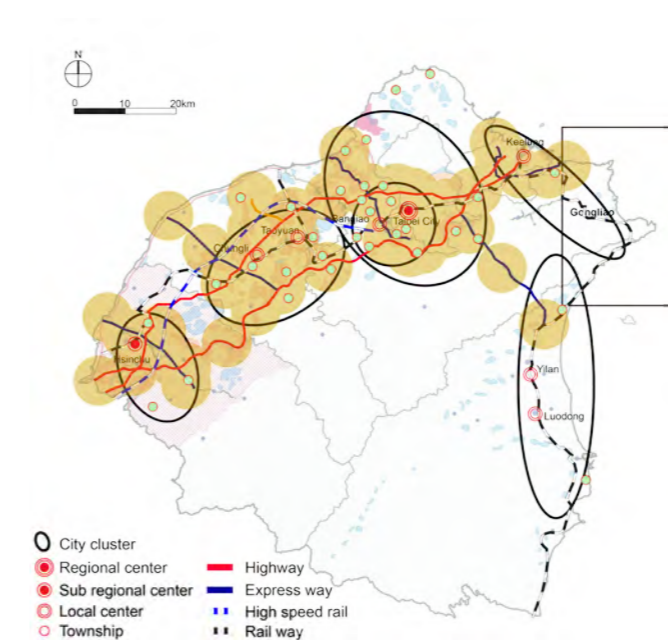 N
0 10 20km
Keelung
Gongliao
Banqiao
Taipei City
Taoyuan
Chungli
Hsinchu
Yilan
Luodong
City cluster
Regional center
Sub regional center
Local center
Township
Highway
Express way
High speed rail
Rail way